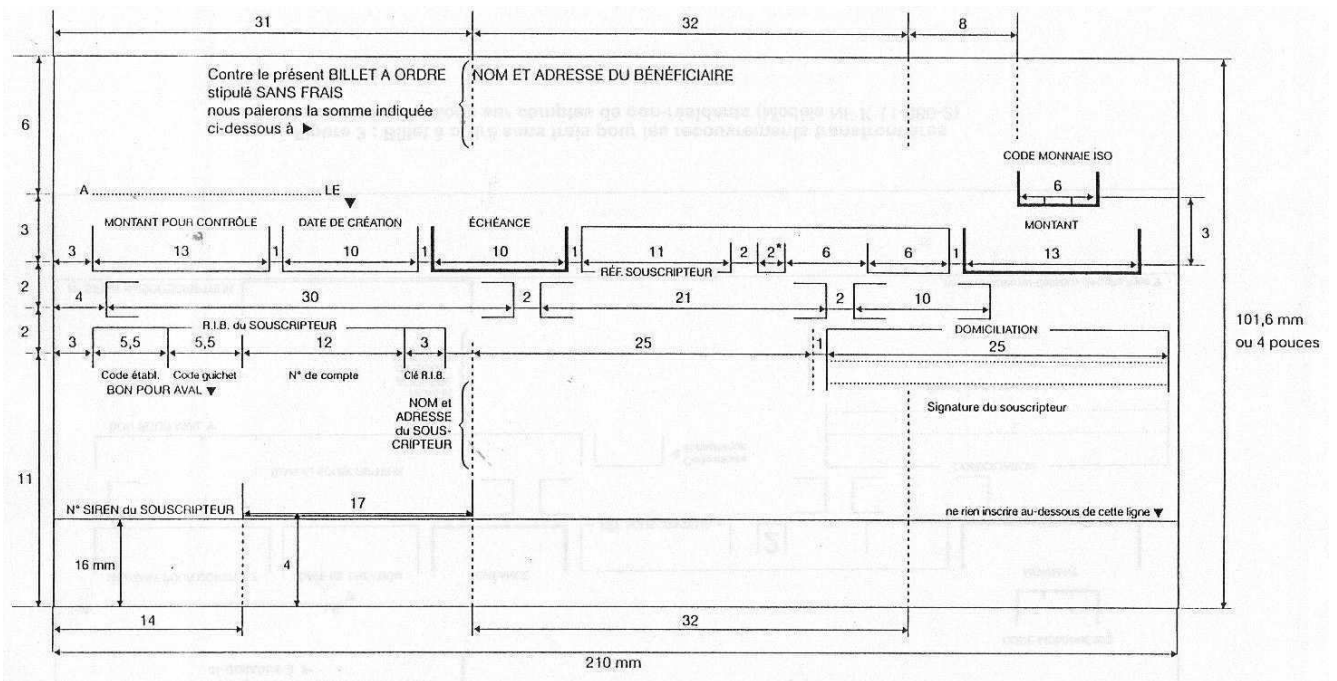 31 32 8
Contre le présent BILLET A ORDRE
stipulé SANS FRAIS
nous paierons la somme indiquée
ci-dessous à ►
NOM ET ADRESSE DU BÉNÉFICIAIRE
6
CODE MONNAIE ISO
6
A ........................ LE ▼
3
MONTANT POUR CONTRÔLE DATE DE CRÉATION ÉCHÉANCE MONTANT
3 13 1 10 1 10 1 11 2 2* 6 6 1 13 3
RÉF. SOUSCRIPTEUR
2
4 30 2 21 2 10
2
R.I.B. du SOUSCRIPTEUR DOMICILIATION
3 5,5 5,5 12 3 25 1 25
101,6 mm
ou 4 pouces
Code établ. Code guichet N° de compte Clé R.I.B.
BON POUR AVAL ▼
NOM et
ADRESSE
du SOUS-
CRIPTEUR
Signature du souscripteur
11
17
N° SIREN du SOUSCRIPTEUR
ne rien inscrire au-dessous de cette ligne ▼
16 mm 4
14 32
210 mm